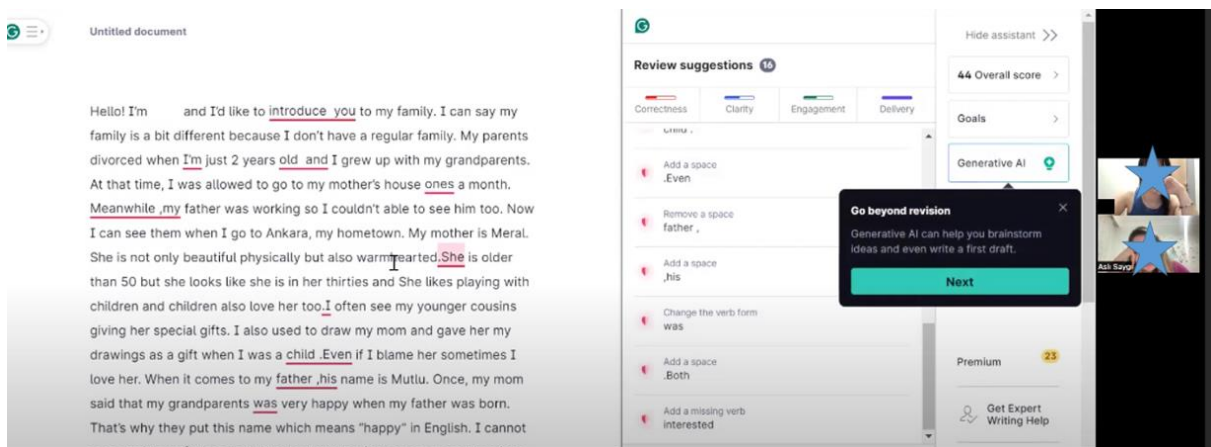 Untitled document
Hello! I'm and I'd like to introduce you to my family. I can say my
family is a bit different because I don't have a regular family. My parents
divorced when I'm just 2 years old and I grew up with my grandparents.
At that time, I was allowed to go to my mother's house ones a month.
Meanwhile ,my father was working so I couldn't able to see him too. Now
I can see them when I go to Ankara, my hometown. My mother is Meral.
She is not only beautiful physically but also warmhearted.She is older
than 50 but she looks like she is in her thirties and She likes playing with
children and children also love her too.I often see my younger cousins
giving her special gifts. I also used to draw my mom and gave her my
drawings as a gift when I was a child .Even if I blame her sometimes I
love her. When it comes to my father ,his name is Mutlu. Once, my mom
said that my grandparents was very happy when my father was born.
That's why they put this name which means "happy" in English. I cannot
Review suggestions 16
Correctness Clarity Engagement Delivery
child .
Add a space
.Even
Remove a space
father ,
Add a space
,his
Change the verb form
was
Add a space
.Both
Add a missing verb
interested
Hide assistant
44 Overall score
Goals
Generative AI
Go beyond revision
Generative AI can help you brainstorm
ideas and even write a first draft.
Next
Premium 23
Get Expert
Writing Help
Aslı Saygı